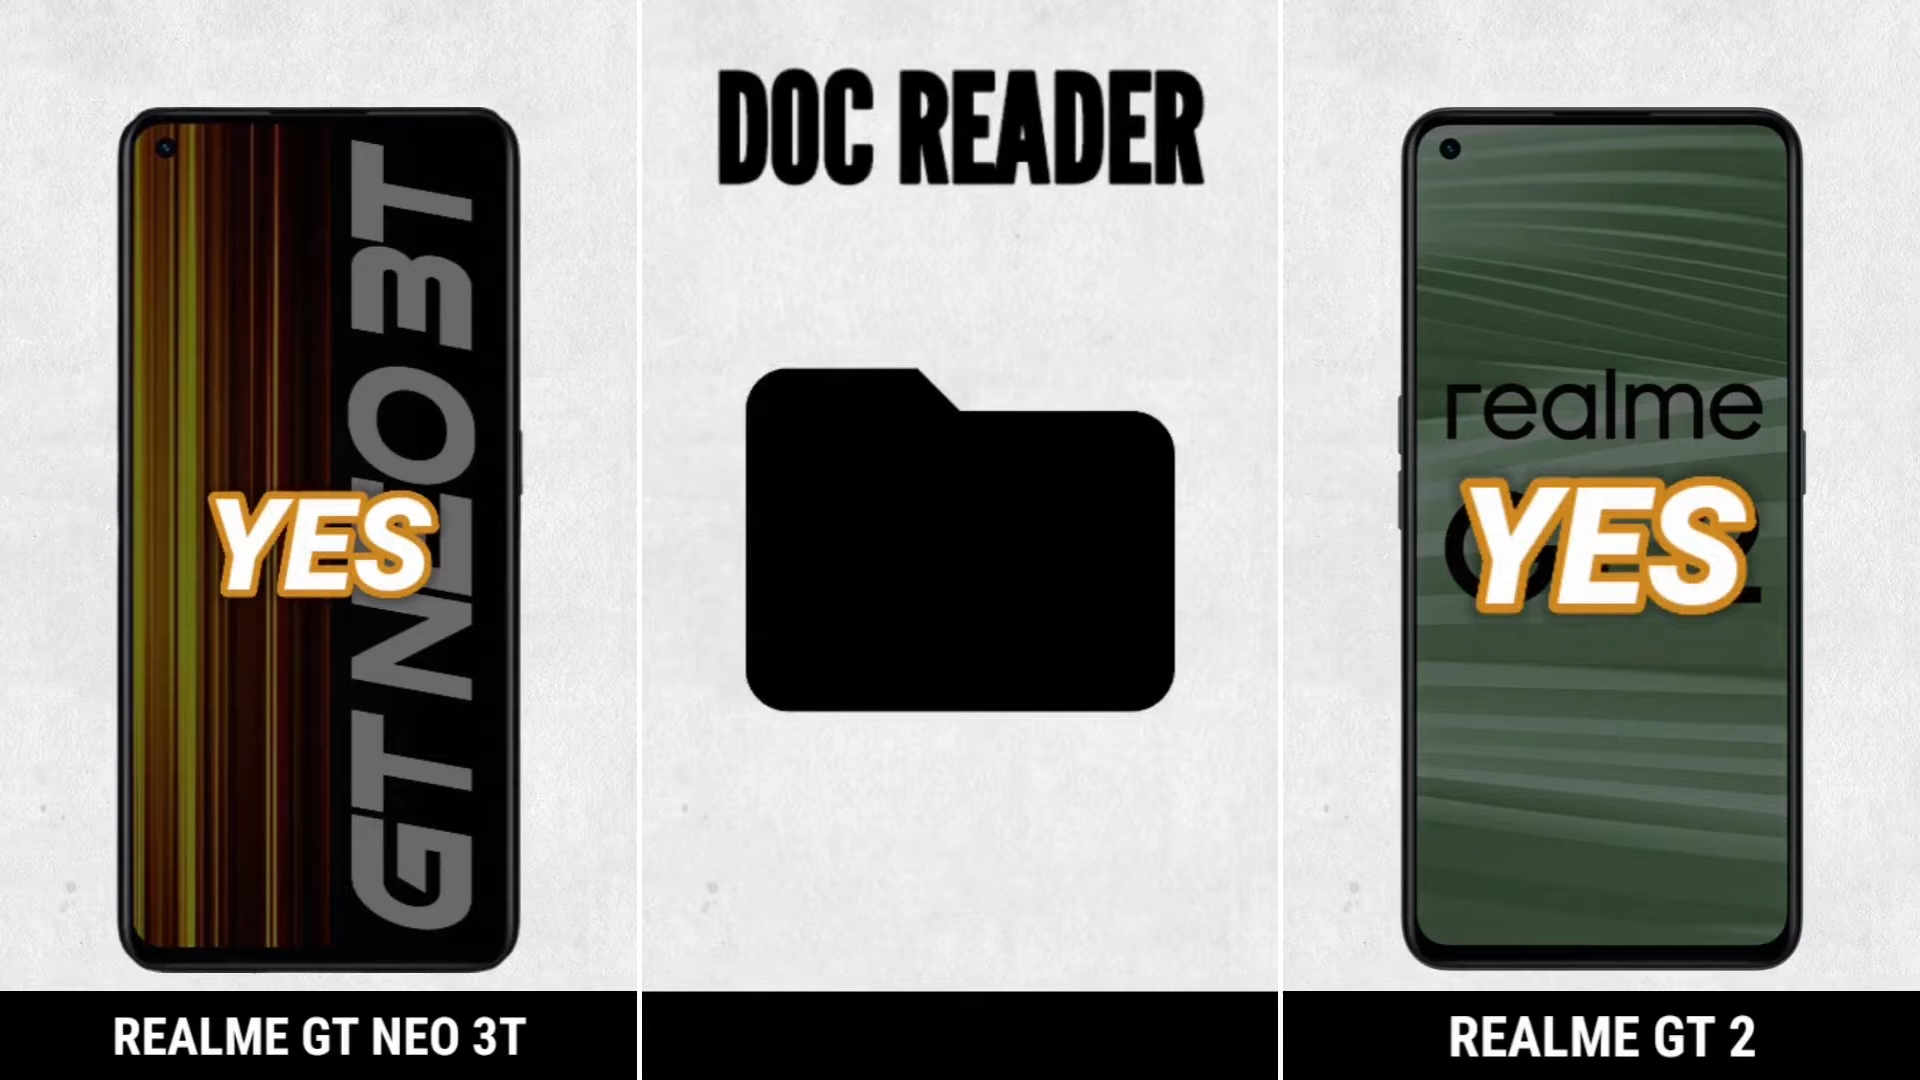 GT NEO 3T
YES
REALME GT NEO 3T
DOC READER
realme
YES
REALME GT 2